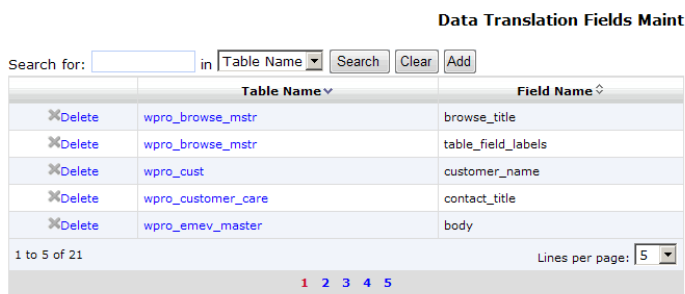 Data Translation Fields Maint
Search for: in Table Name Search Clear Add
Table Name Field Name
Delete wpro_browse_mstr browse_title
Delete wpro_browse_mstr table_field_labels
Delete wpro_cust customer_name
Delete wpro_customer_care contact_title
Delete wpro_emev_master body
1 to 5 of 21 Lines per page: 5
1 2 3 4 5